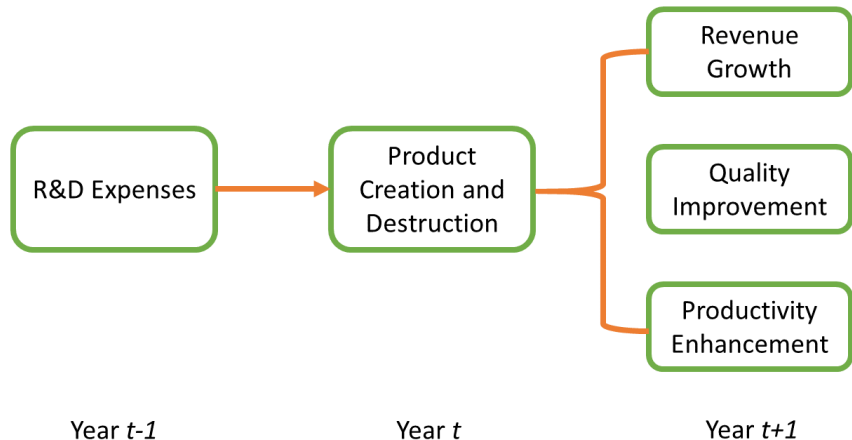 R&D Expenses
Product
Creation and
Destruction
Revenue
Growth
Quality
Improvement
Productivity
Enhancement
Year t-1
Year t
Year t+1